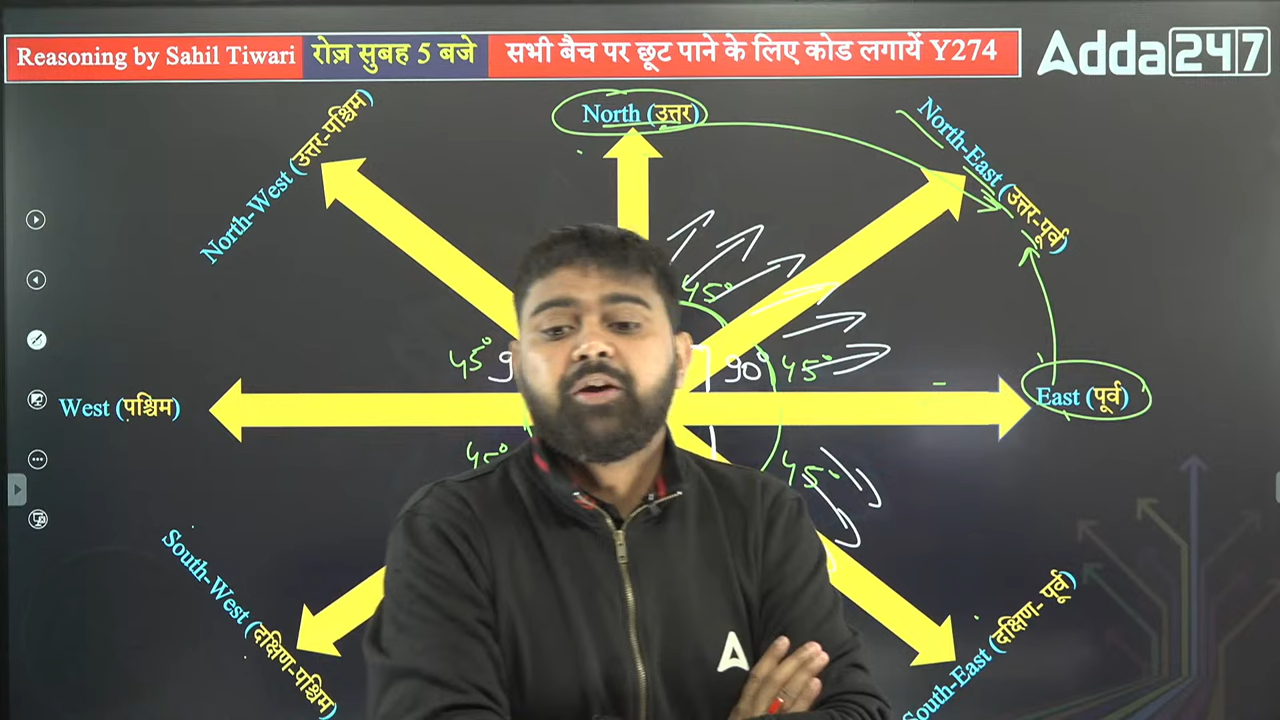 Reasoning by Sahil Tiwari
रोज़ सुबह 5 बजे
सभी बैच पर छूट पाने के लिए कोड लगायें Y274
Adda247
North-West (उत्तर-पश्चिम)
North (उत्तर)
North-East (उत्तर-पूर्व)
45°
45°
9
90°
45°
West (पश्चिम)
East (पूर्व)
45°
45°
South-West (दक्षिण-पश्चिम)
South-East (दक्षिण- पूर्व)